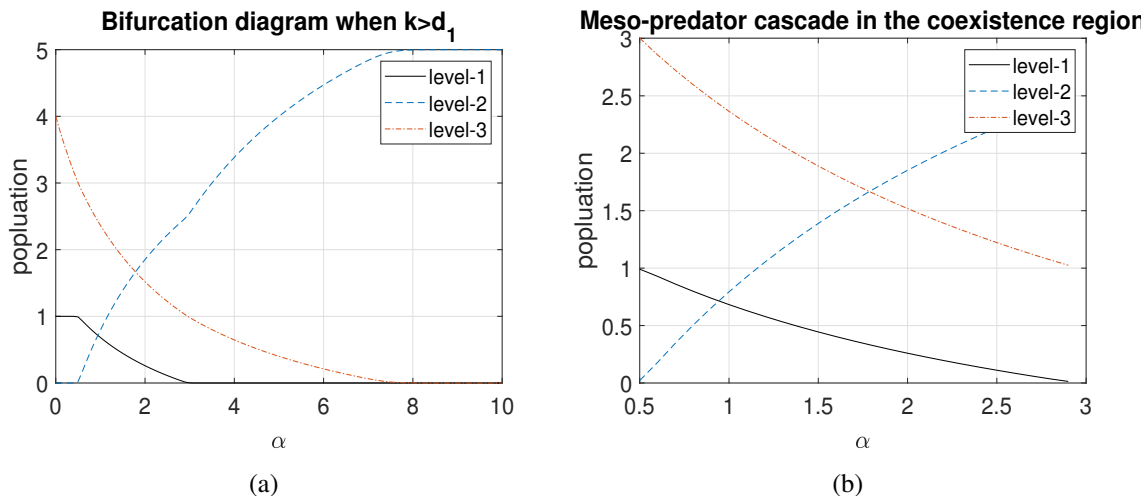 Bifurcation diagram when k>d₁
5
4
3
2
1
0
popluation
level-1
level-2
level-3
0 2 4 6 8 10
α
(a)
Meso-predator cascade in the coexistence region
3
2.5
2
1.5
1
0.5
0
popluation
level-1
level-2
level-3
0.5 1 1.5 2 2.5 3
α
(b)